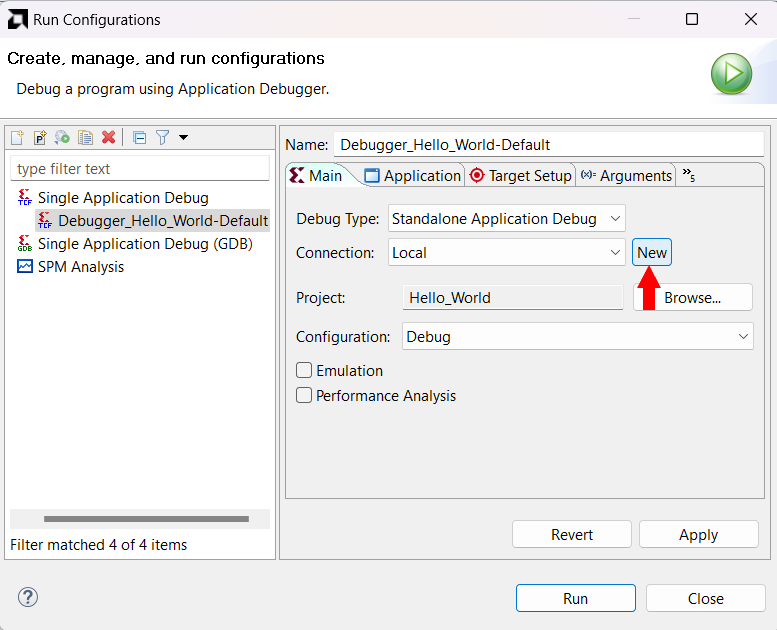 Run Configurations
Create, manage, and run configurations
Debug a program using Application Debugger.
type filter text
Single Application Debug
Debugger_Hello_World-Default
Single Application Debug (GDB)
SPM Analysis
Filter matched 4 of 4 items
Name: Debugger_Hello_World-Default
Main Application Target Setup (x)= Arguments »5
Debug Type: Standalone Application Debug
Connection: Local New
Project: Hello_World Browse...
Configuration: Debug
Emulation
Performance Analysis
Revert Apply
? Run Close